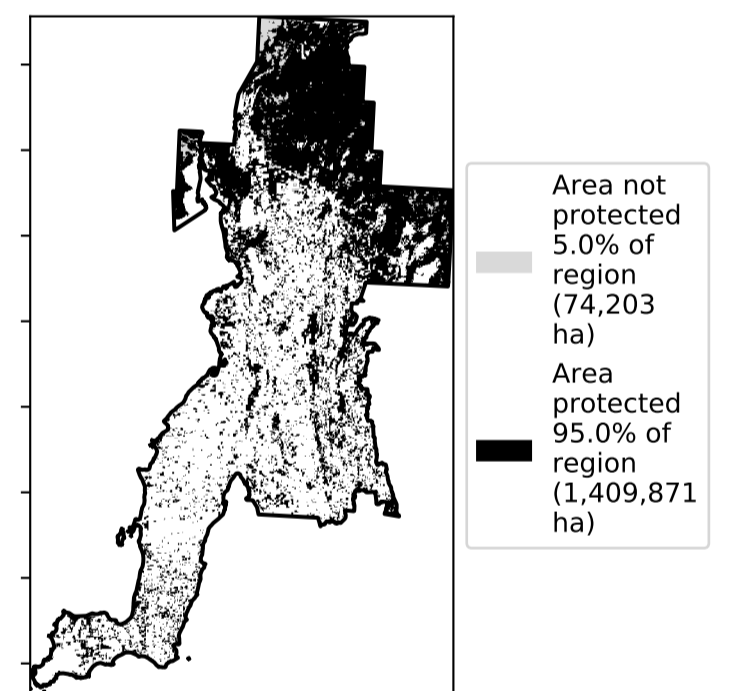 Area not
protected
5.0% of
region
(74,203
ha)
Area
protected
95.0% of
region
(1,409,871
ha)